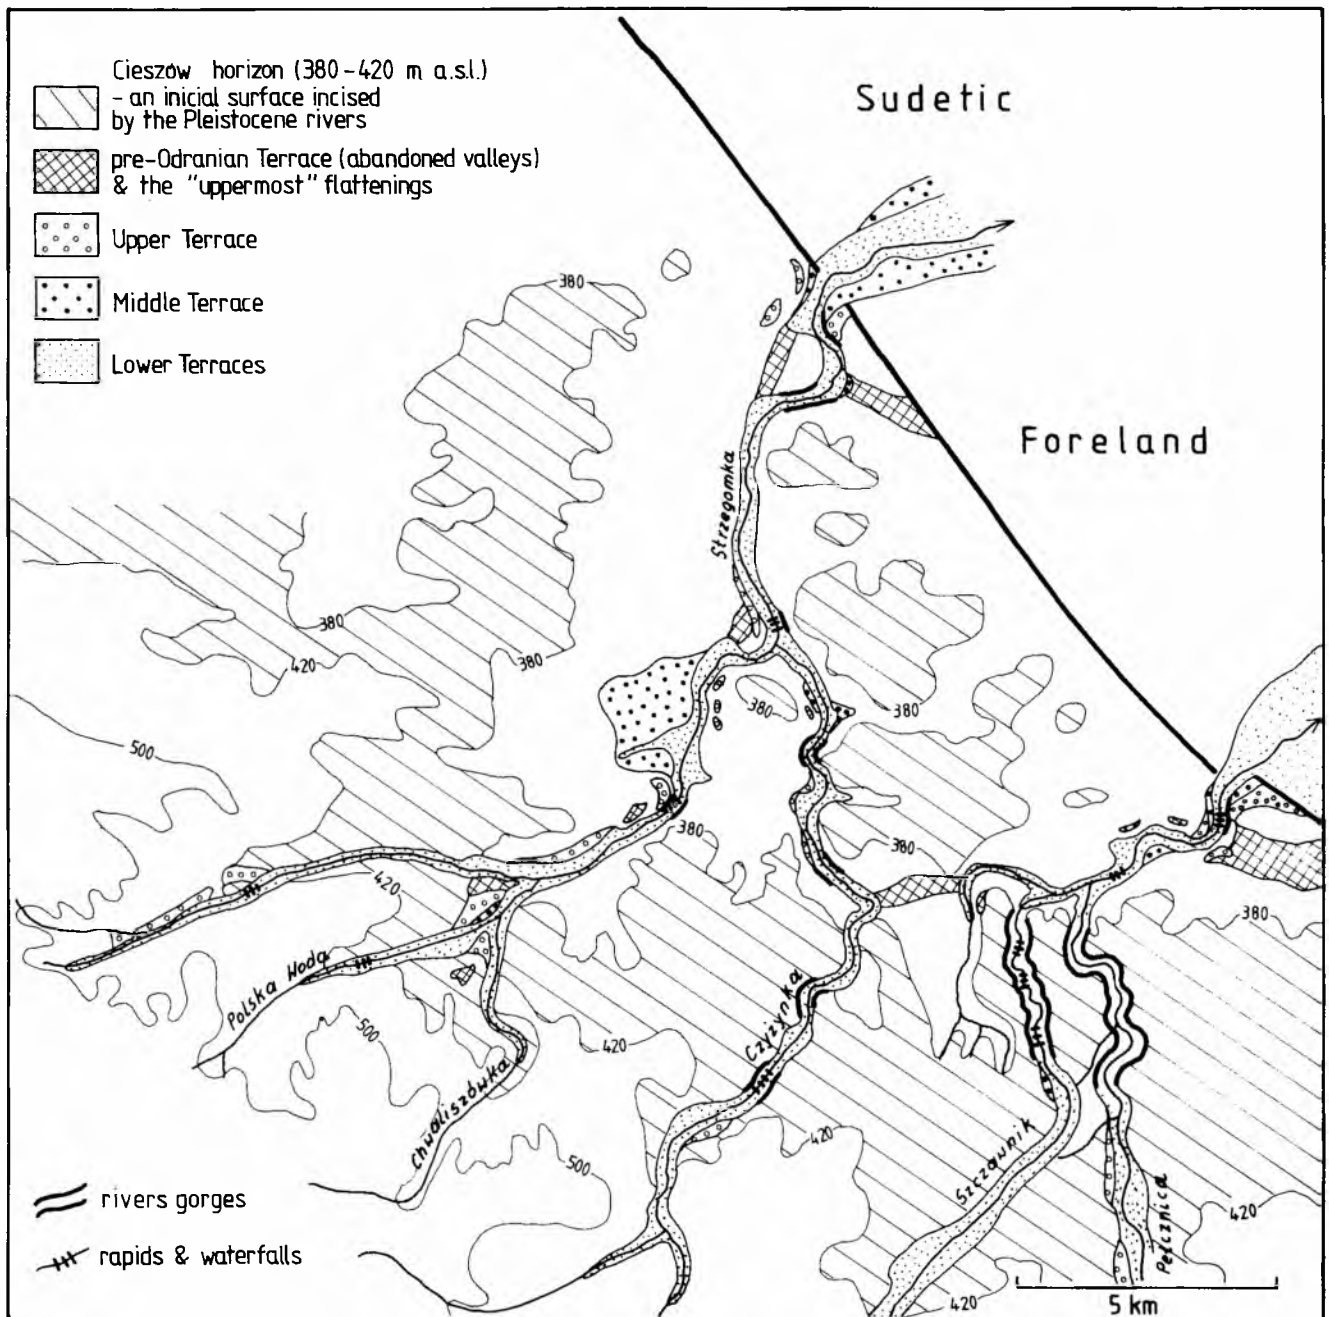 Cieszów horizon (380-420 m a.s.l.)
- an inicial surface incised
by the Pleistocene rivers
pre-Odranian Terrace (abandoned valleys)
& the "uppermost" flattenings
Upper Terrace
Middle Terrace
Lower Terraces
Sudetic
Foreland
380
Strzegomka
380
420
380
380
380
500
380
380
420
380
Polska Woda
500
420
Czyżynka
Chwaliszówka
500
420
Szczawnik
Pełcznica
420
420
rivers gorges
rapids & waterfalls
5 km